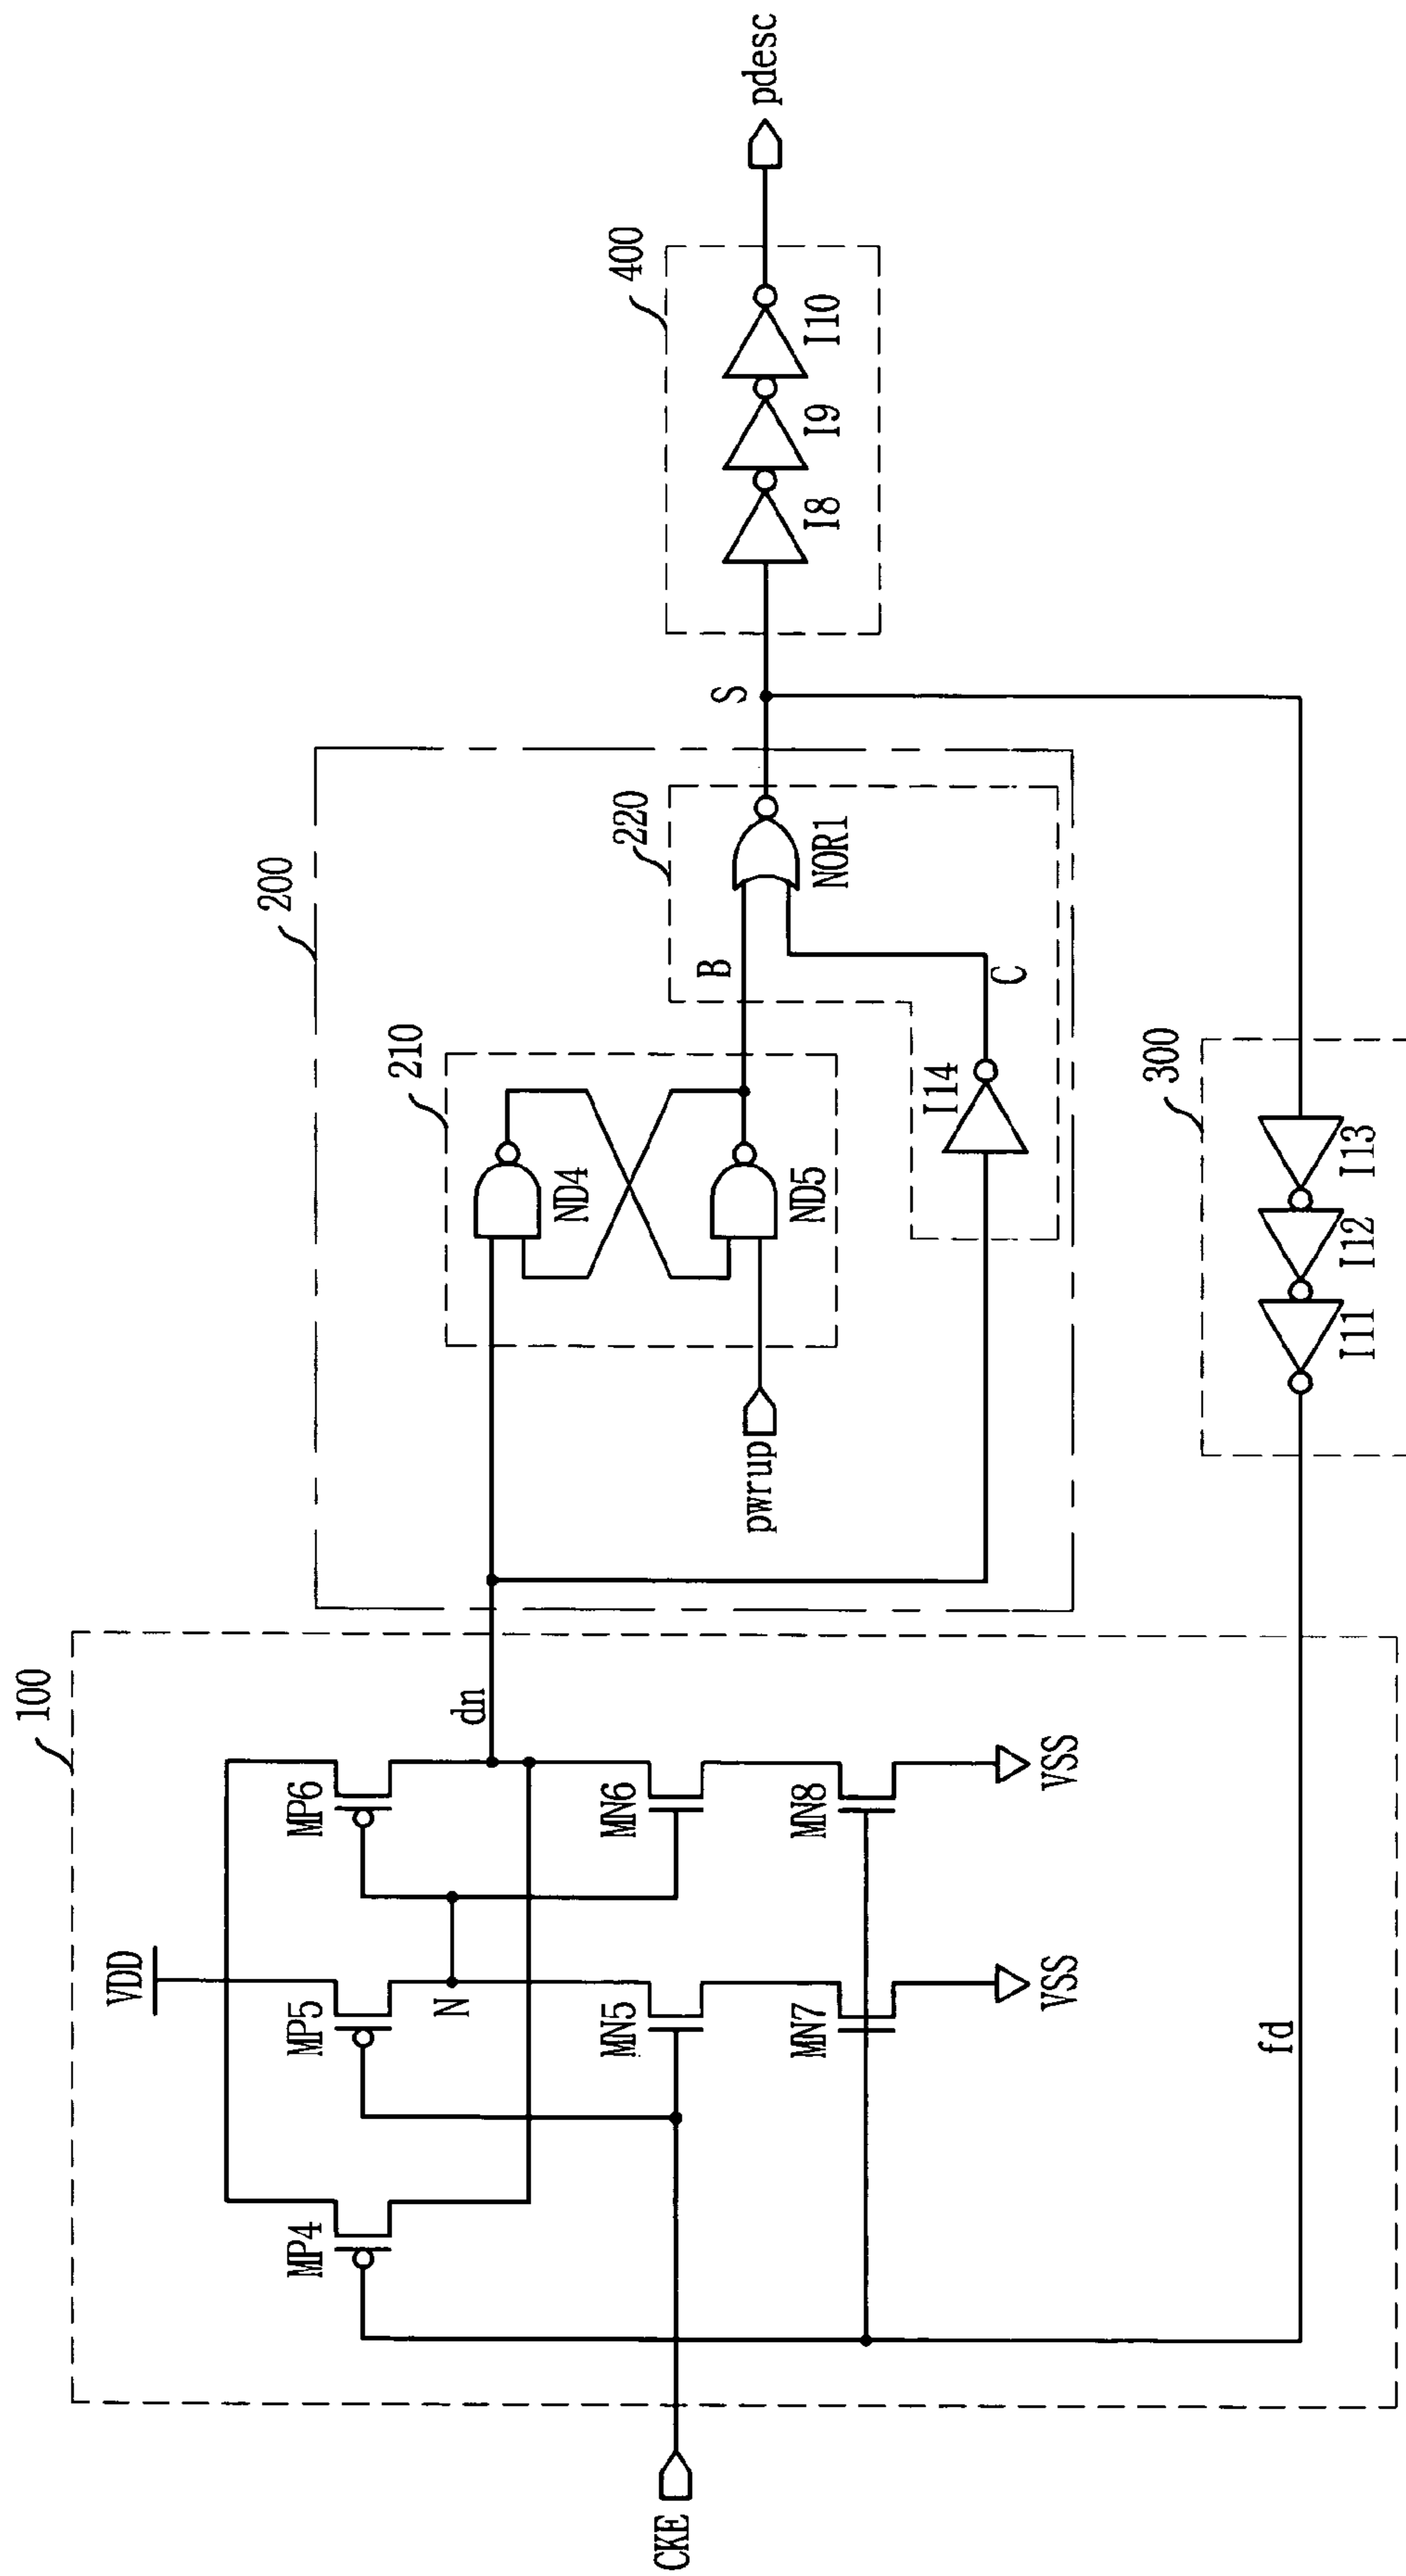 100
VDD
MP4
MP5
MP6
N
dn
MN5
MN6
MN7
MN8
VSS
VSS
CKE
fd
200
210
ND4
ND5
pwrup
B
220
NOR1
I14
C
S
300
I11
I12
I13
400
I8
I9
I10
pdesc